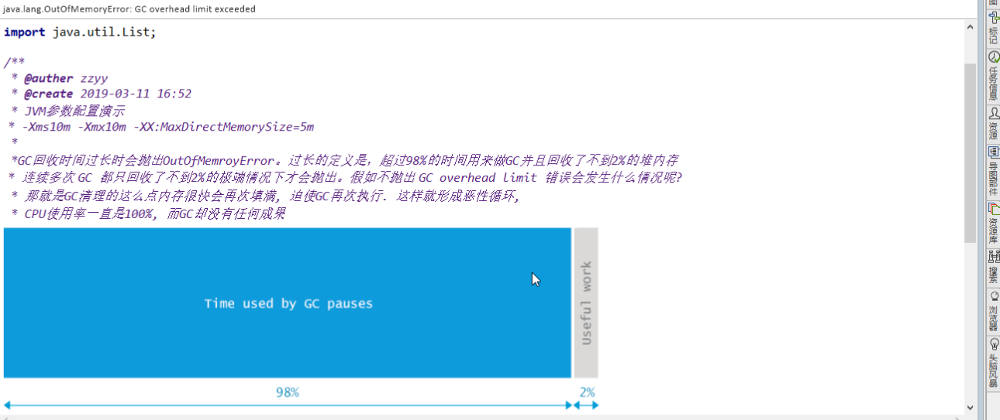 java.lang.OutOfMemoryError: GC overhead limit exceeded
import java.util.List;
/**
* @auther zzyy
* @create 2019-03-11 16:52
* JVM参数配置演示
* -Xms10m -Xmx10m -XX:MaxDirectMemorySize=5m
*
*GC回收时间过长时会抛出OutOfMemroyError。过长的定义是，超过98%的时间用来做GC并且回收了不到2%的堆内存
* 连续多次 GC 都只回收了不到2%的极端情况下才会抛出。假如不抛出 GC overhead limit 错误会发生什么情况呢?
* 那就是GC清理的这么点内存很快会再次填满, 迫使GC再次执行. 这样就形成恶性循环,
* CPU使用率一直是100%, 而GC却没有任何成果
Time used by GC pauses
Useful work
98%
2%
图
标记
任务信息
资源
导图部件
资源库
搜索
浏览器
头脑风暴